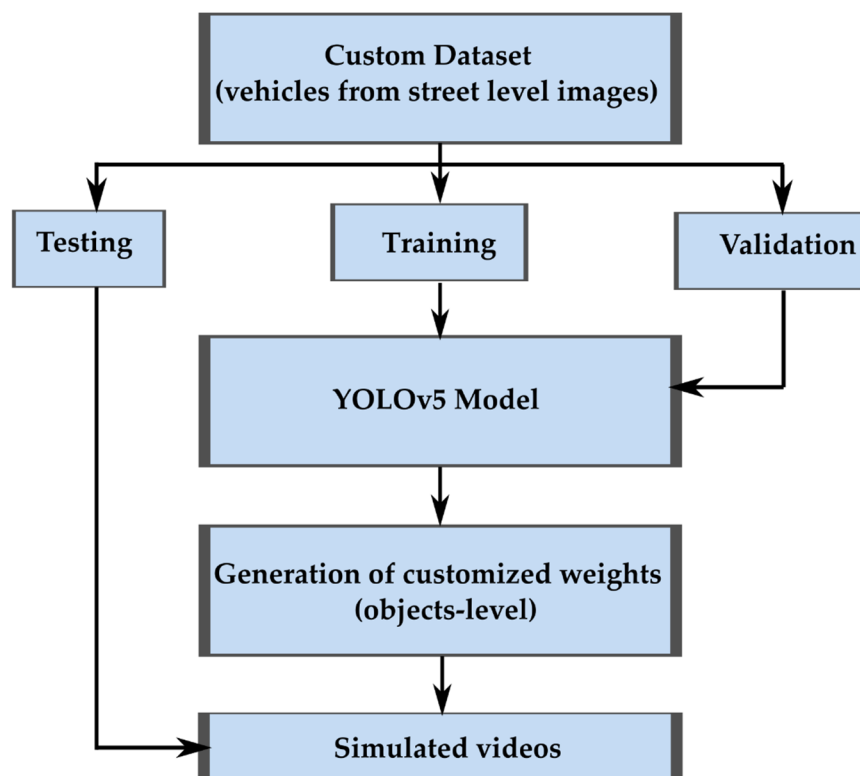 Custom Dataset
(vehicles from street level images)
Testing
Training
Validation
YOLOv5 Model
Generation of customized weights
(objects-level)
Simulated videos